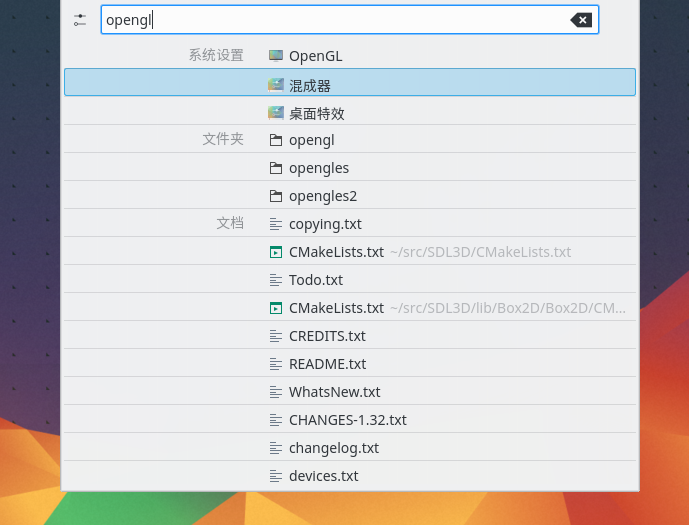 opengl
系统设置 OpenGL
混成器
桌面特效
文件夹 opengl
opengles
opengles2
文档 copying.txt
CMakeLists.txt ~/src/SDL3D/CMakeLists.txt
Todo.txt
CMakeLists.txt ~/src/SDL3D/lib/Box2D/Box2D/CM...
CREDITS.txt
README.txt
WhatsNew.txt
CHANGES-1.32.txt
changelog.txt
devices.txt